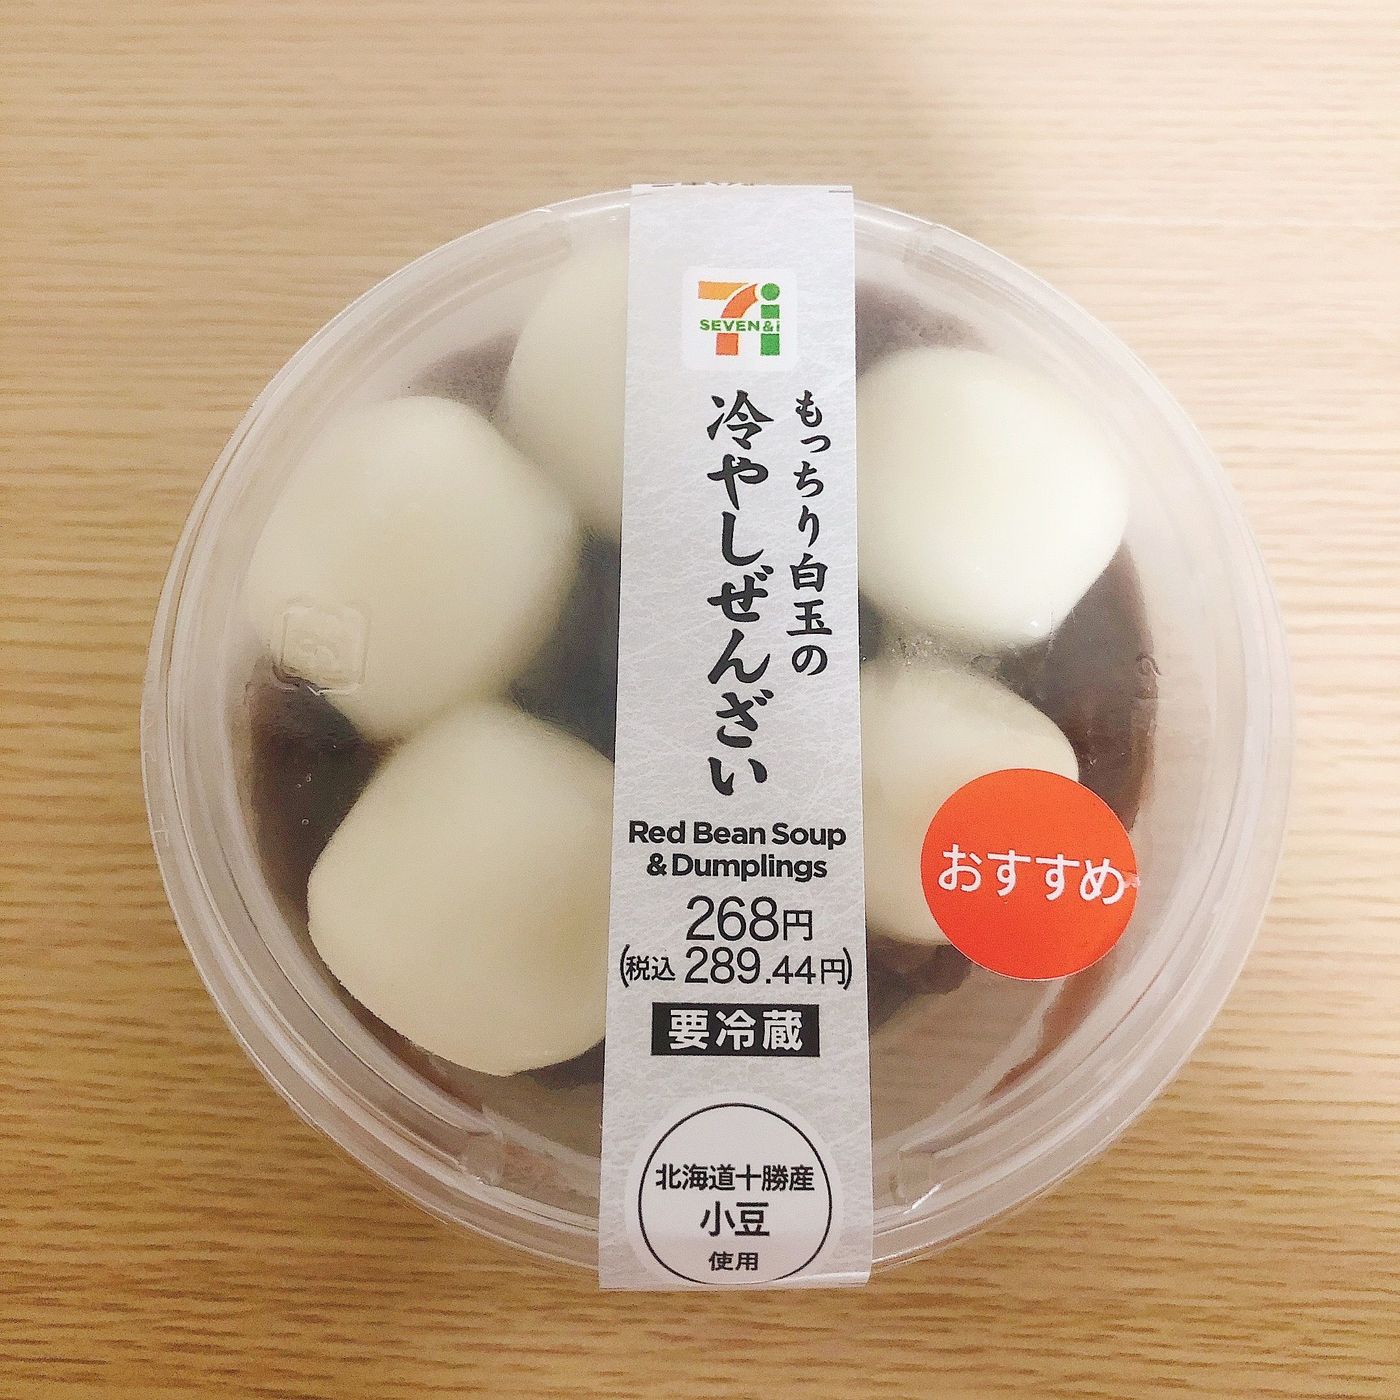 SEVEN&i
もっちり白玉の
冷やしぜんざい
Red Bean Soup
& Dumplings
268円
(税込 289.44円)
要冷蔵
おすすめ
北海道十勝産
小豆
使用